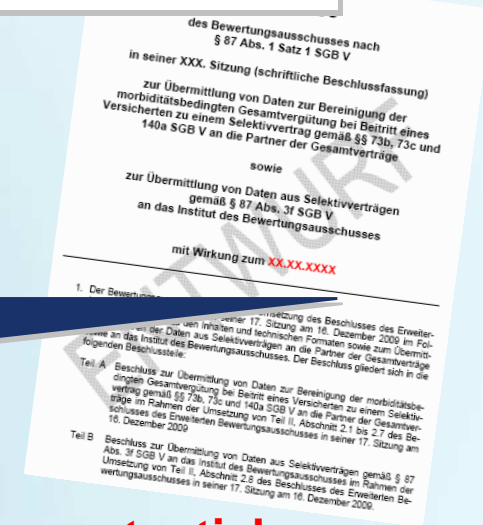 des Bewertungsausschusses nach
§ 87 Abs. 1 Satz 1 SGB V
in seiner XXX. Sitzung (schriftliche Beschlussfassung)
zur Übermittlung von Daten zur Bereinigung der
morbiditätsbedingten Gesamtvergütung bei Beitritt eines
Versicherten zu einem Selektivvertrag gemäß §§ 73b, 73c und
140a SGB V an die Partner der Gesamtverträge
sowie
zur Übermittlung von Daten aus Selektivverträgen
gemäß § 87 Abs. 3f SGB V
an das Institut des Bewertungsausschusses
mit Wirkung zum XX.XX.XXXX
ENTWURF
1. Der msetzung des Beschlusses des Erweiter-
seiner 17. Sitzung am 16. Dezember 2009 im Fol-
den Inhalten und technischen Formaten sowie zum Übermitt-
der Daten aus Selektivverträgen an die Partner der Gesamtverträge
sowie an das Institut des Bewertungsausschusses. Der Beschluss gliedert sich in die
folgenden Beschlussteile:
Teil A Beschluss zur Übermittlung von Daten zur Bereinigung der morbiditätsbe-
dingten Gesamtvergütung bei Beitritt eines Versicherten zu einem Selektiv-
vertrag gemäß §§ 73b, 73c und 140a SGB V an die Partner der Gesamtver-
träge im Rahmen der Umsetzung von Teil II, Abschnitt 2.1 bis 2.7 des Be-
schlusses des Erweiterten Bewertungsausschusses in seiner 17. Sitzung am
16. Dezember 2009
Teil B Beschluss zur Übermittlung von Daten aus Selektivverträgen gemäß § 87
Abs. 3f SGB V an das Institut des Bewertungsausschusses im Rahmen der
Umsetzung von Teil II, Abschnitt 2.8 des Beschlusses des Erweiterten Be-
wertungsausschusses in seiner 17. Sitzung am 16. Dezember 2009.